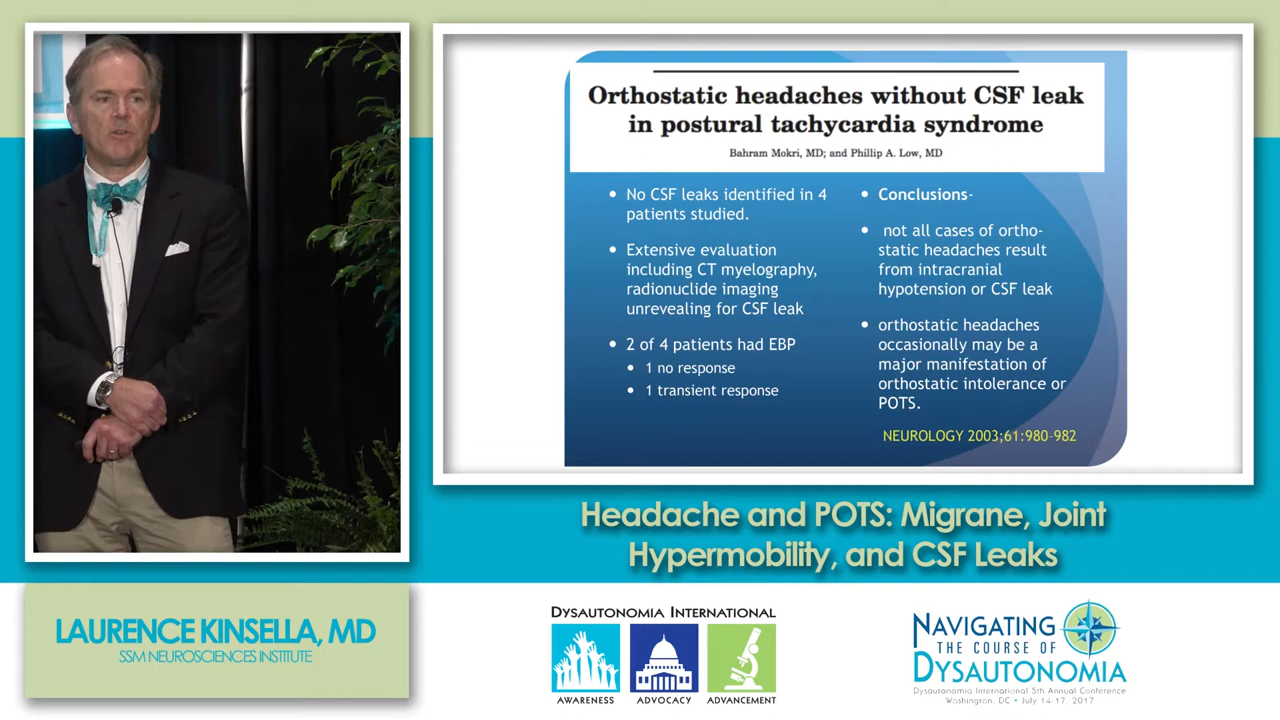 Orthostatic headaches without CSF leak
in postural tachycardia syndrome
Bahram Mokri, MD; and Phillip A. Low, MD
• No CSF leaks identified in 4
patients studied.
• Extensive evaluation
including CT myelography,
radionuclide imaging
unrevealing for CSF leak
• 2 of 4 patients had EBP
• 1 no response
• 1 transient response
• Conclusions-
• not all cases of ortho-
static headaches result
from intracranial
hypotension or CSF leak
• orthostatic headaches
occasionally may be a
major manifestation of
orthostatic intolerance or
POTS.
NEUROLOGY 2003;61:980–982
Headache and POTS: Migrane, Joint
Hypermobility, and CSF Leaks
LAURENCE KINSELLA, MD
SSM NEUROSCIENCES INSTITUTE
DYSAUTONOMIA INTERNATIONAL
AWARENESS
ADVOCACY
ADVANCEMENT
NAVIGATING
THE COURSE OF
DYSAUTONOMIA
Dysautonomia International 5th Annual Conference
Washington, DC • July 14-17, 2017